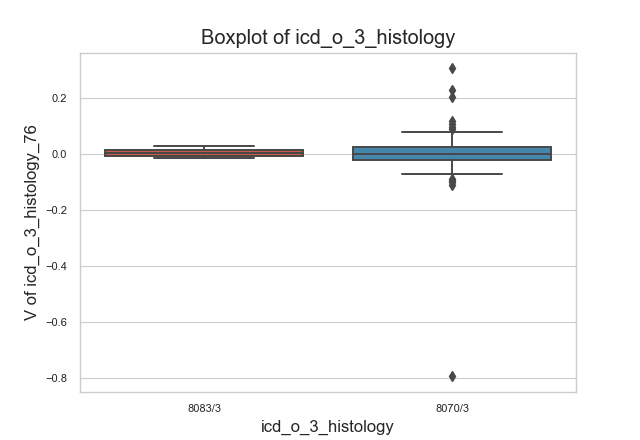 Boxplot of icd_o_3_histology
V of icd_o_3_histology_76
0.2
0.0
−0.2
−0.4
−0.6
−0.8
8083/3
8070/3
icd_o_3_histology